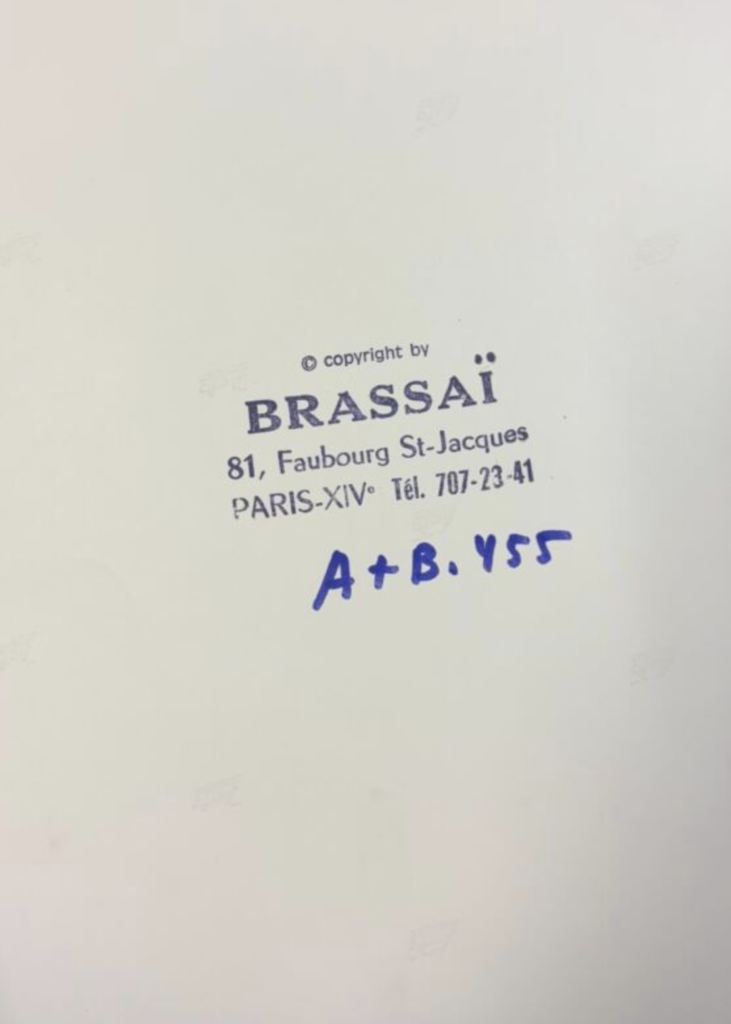 © copyright by
BRASSAÏ
81, Faubourg St-Jacques
PARIS-XIVᵉ Tél. 707-23-41
A+B. 455